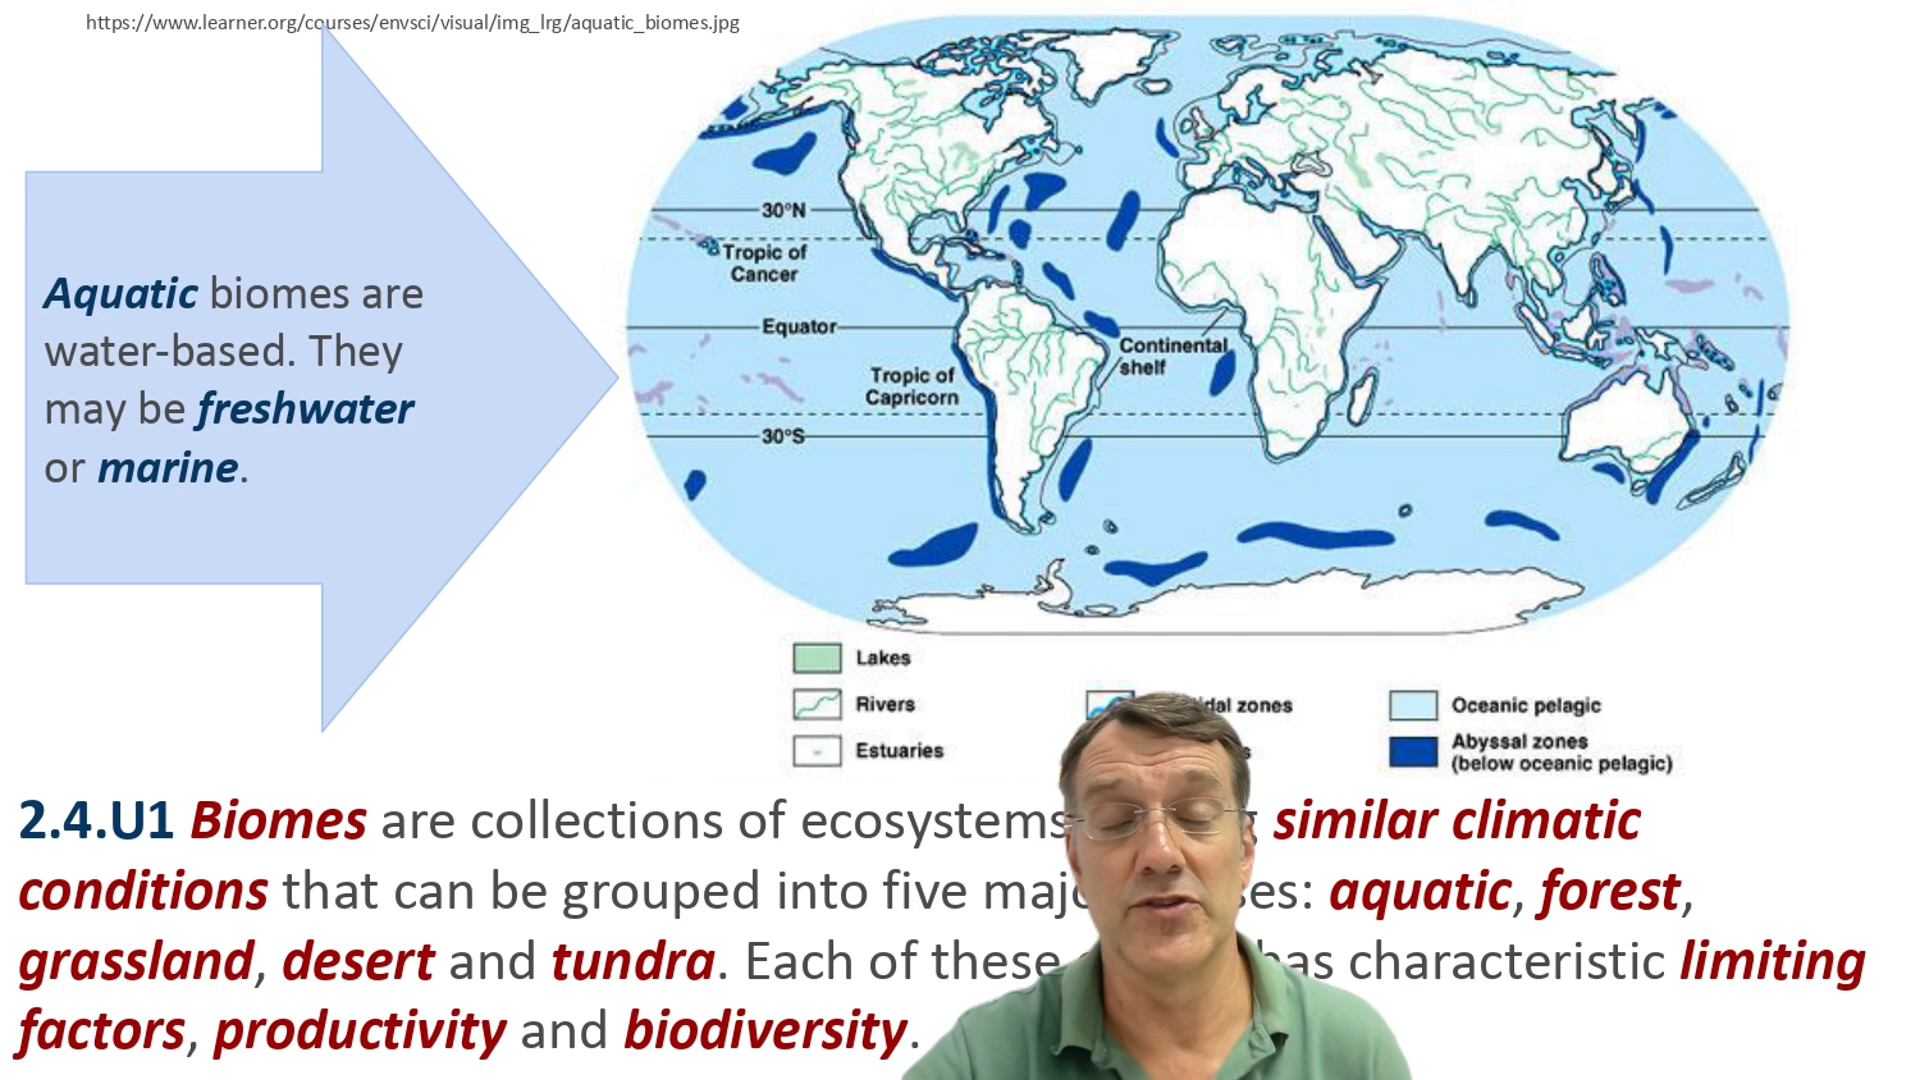 https://www.learner.org/courses/envsci/visual/img_lrg/aquatic_biomes.jpg
Aquatic biomes are
water-based. They
may be freshwater
or marine.
30°N
Tropic of
Cancer
Equator
Continental
shelf
Tropic of
Capricorn
30°S
Lakes
Rivers
Estuaries
zones
Oceanic pelagic
Abyssal zones
(below oceanic pelagic)
2.4.U1 Biomes are collections of ecosystems similar climatic
conditions that can be grouped into five aquatic, forest,
grassland, desert and tundra. Each of these has characteristic limiting
factors, productivity and biodiversity.